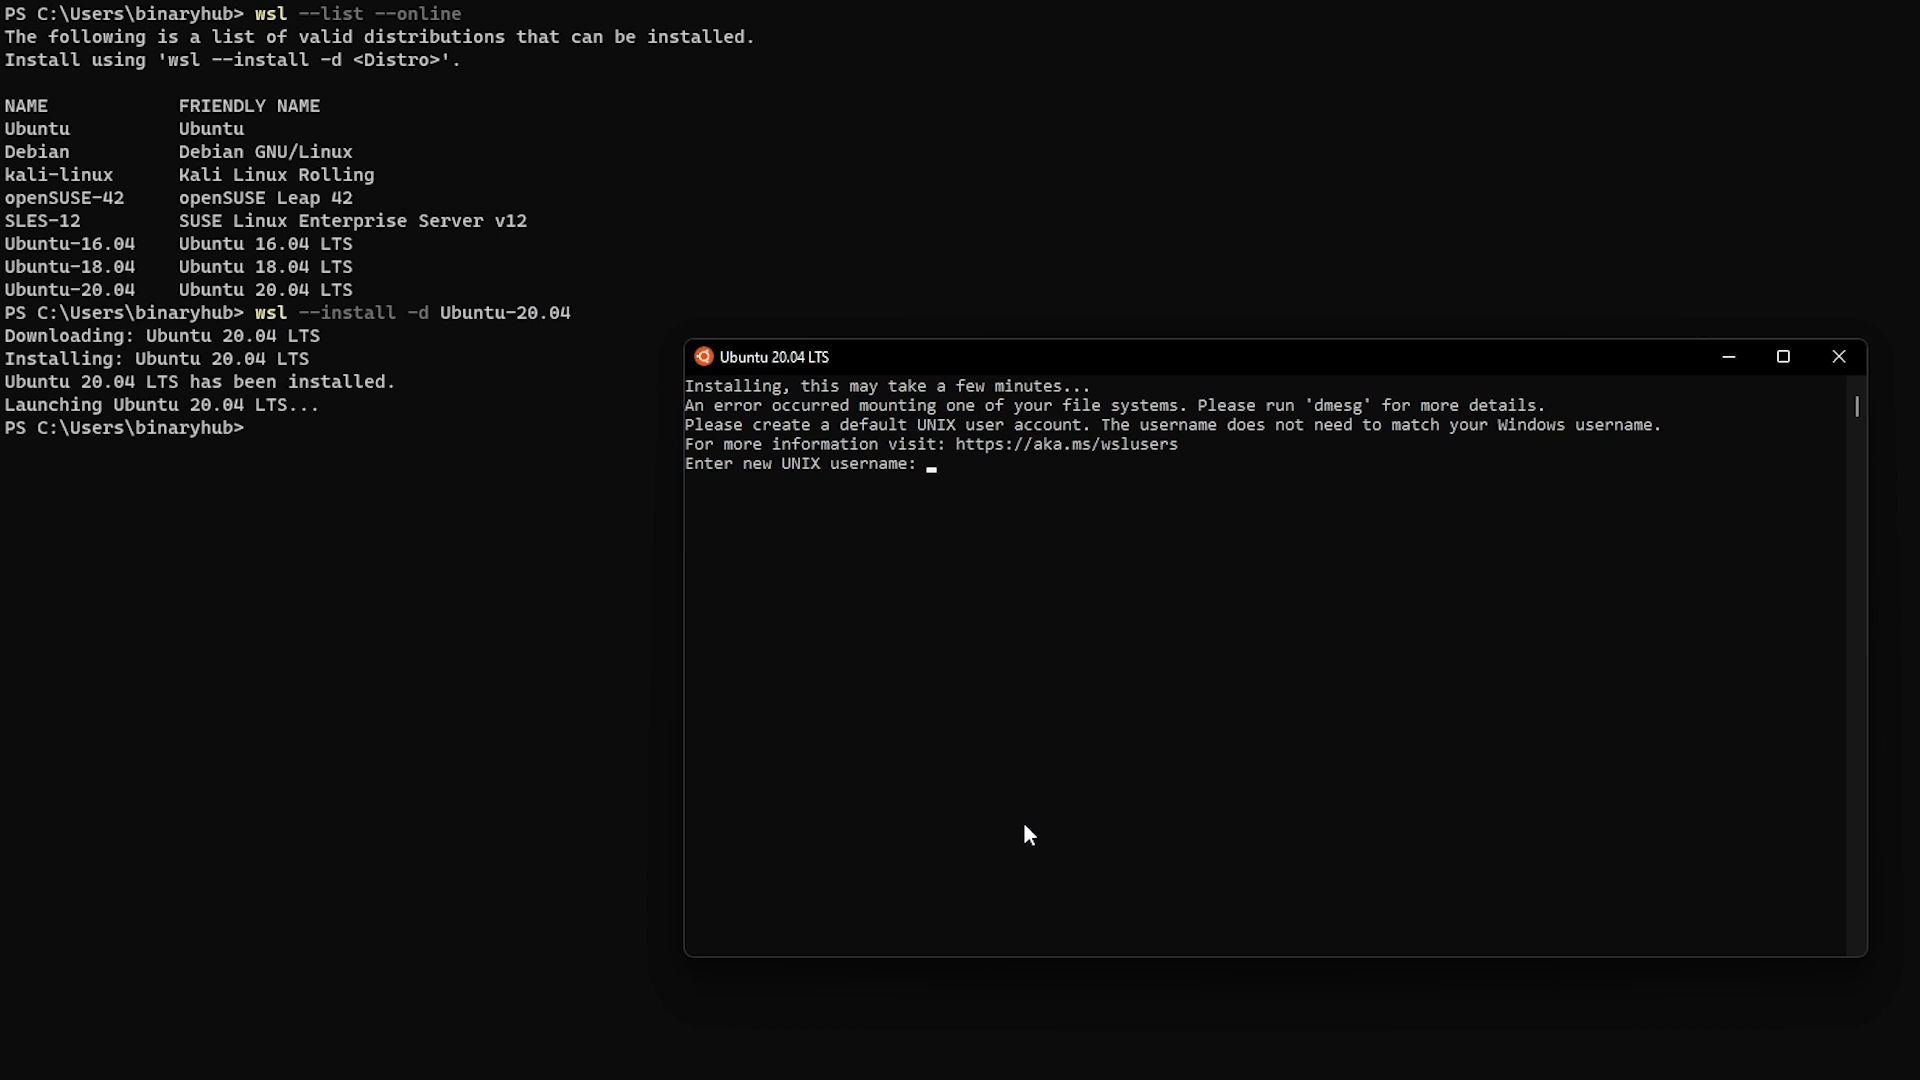 PS C:\Users\binaryhub> wsl --list --online
The following is a list of valid distributions that can be installed.
Install using 'wsl --install -d <Distro>'.
NAME FRIENDLY NAME
Ubuntu Ubuntu
Debian Debian GNU/Linux
kali-linux Kali Linux Rolling
openSUSE-42 openSUSE Leap 42
SLES-12 SUSE Linux Enterprise Server v12
Ubuntu-16.04 Ubuntu 16.04 LTS
Ubuntu-18.04 Ubuntu 18.04 LTS
Ubuntu-20.04 Ubuntu 20.04 LTS
PS C:\Users\binaryhub> wsl --install -d Ubuntu-20.04
Downloading: Ubuntu 20.04 LTS
Installing: Ubuntu 20.04 LTS
Ubuntu 20.04 LTS has been installed.
Launching Ubuntu 20.04 LTS...
PS C:\Users\binaryhub>
Ubuntu 20.04 LTS
Installing, this may take a few minutes...
An error occurred mounting one of your file systems. Please run 'dmesg' for more details.
Please create a default UNIX user account. The username does not need to match your Windows username.
For more information visit: https://aka.ms/wslusers
Enter new UNIX username: